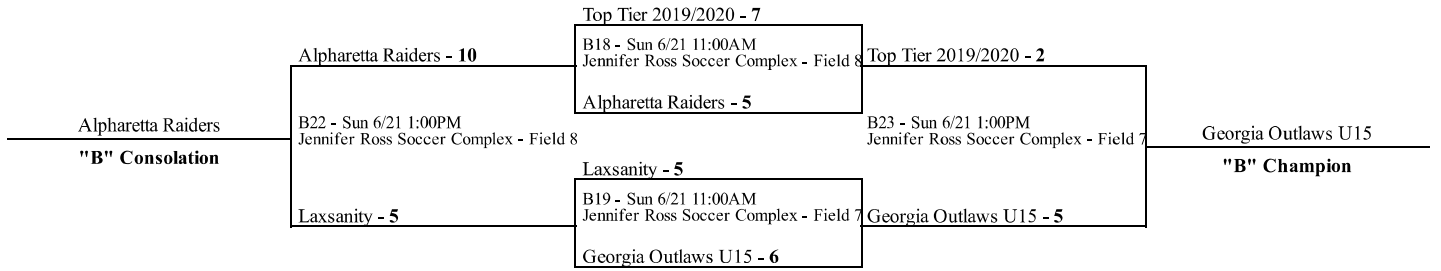 Top Tier 2019/2020 - 7
B18 - Sun 6/21 11:00AM
Jennifer Ross Soccer Complex - Field 8
Alpharetta Raiders - 10
Top Tier 2019/2020 - 2
Alpharetta Raiders - 5
Alpharetta Raiders
"B" Consolation
B22 - Sun 6/21 1:00PM
Jennifer Ross Soccer Complex - Field 8
B23 - Sun 6/21 1:00PM
Jennifer Ross Soccer Complex - Field 7
Georgia Outlaws U15
"B" Champion
Laxsanity - 5
B19 - Sun 6/21 11:00AM
Jennifer Ross Soccer Complex - Field 7
Laxsanity - 5
Georgia Outlaws U15 - 5
Georgia Outlaws U15 - 6